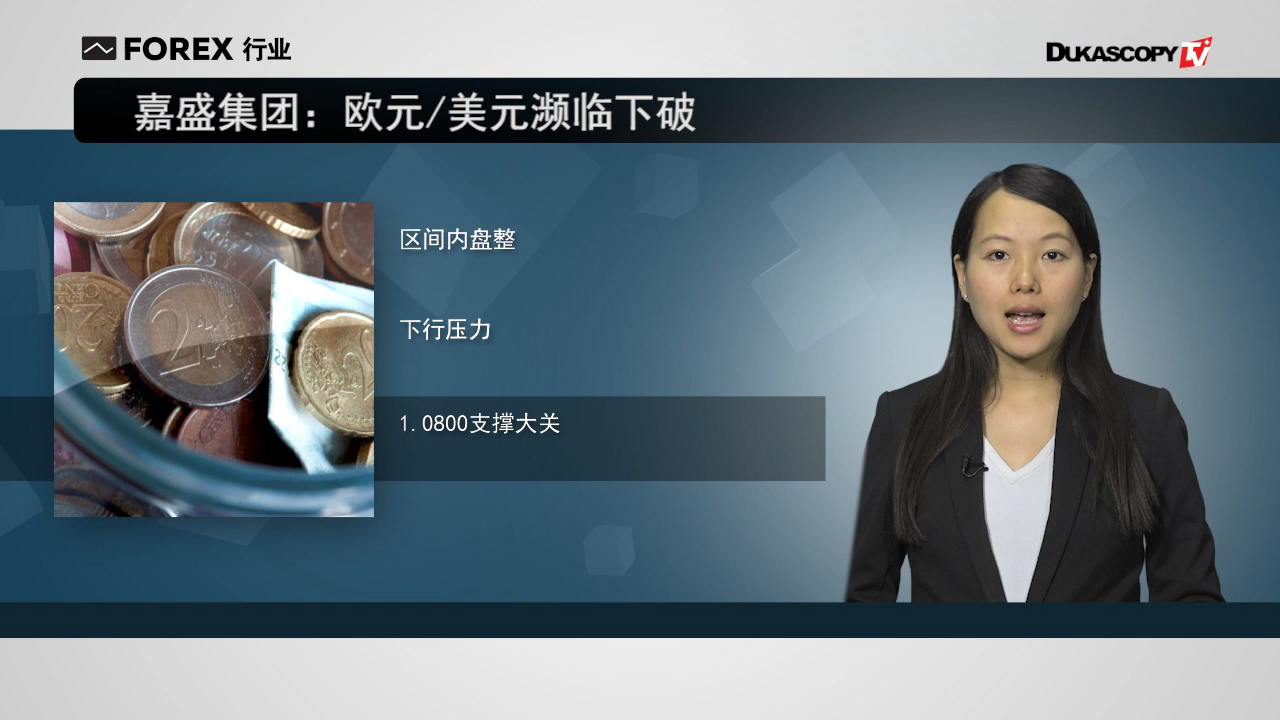 FOREX 行业
DUKASCOPY TV
嘉盛集团：欧元/美元濒临下破
区间内盘整
下行压力
1.0800支撑大关